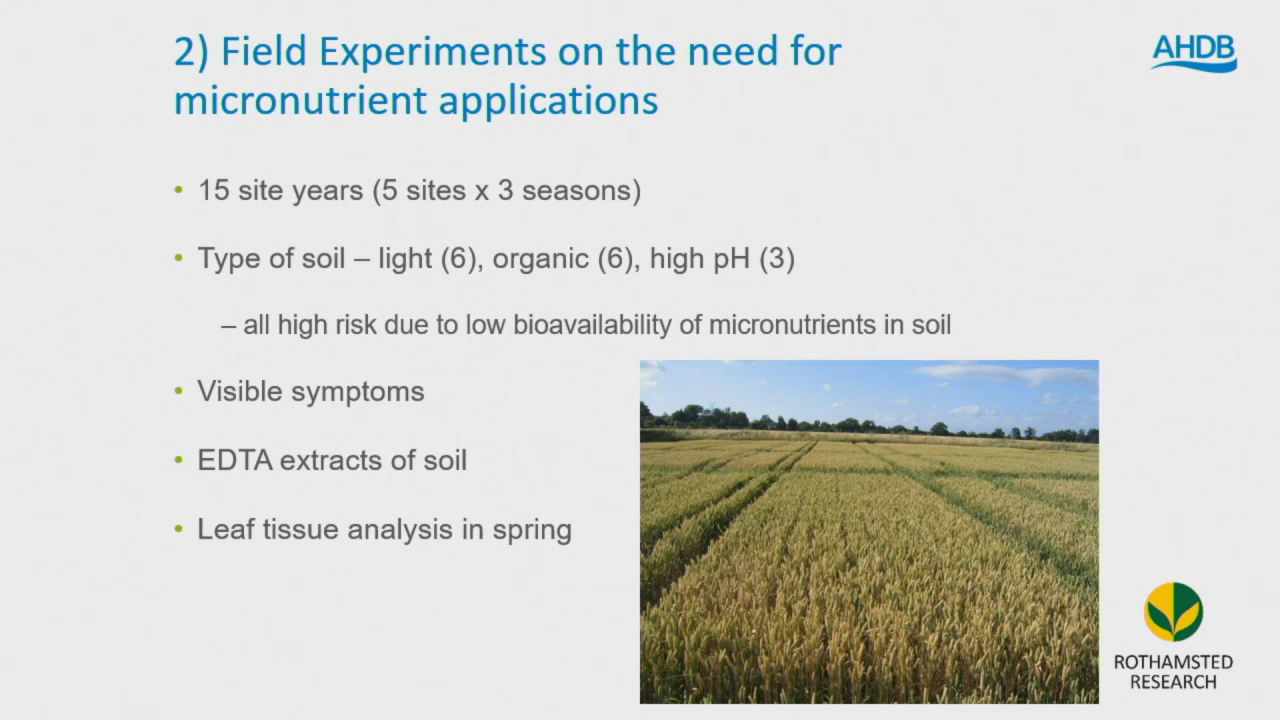 2) Field Experiments on the need for
micronutrient applications
AHDB
• 15 site years (5 sites x 3 seasons)
• Type of soil – light (6), organic (6), high pH (3)
– all high risk due to low bioavailability of micronutrients in soil
• Visible symptoms
• EDTA extracts of soil
• Leaf tissue analysis in spring
ROTHAMSTED
RESEARCH